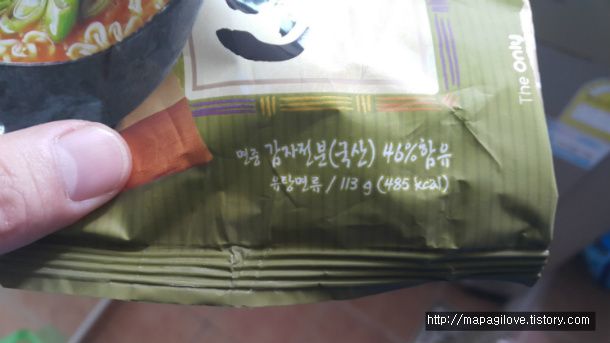 The only
면중 감자전분(국산) 46%함유
유탕면류 / 113 g (485 kcal)
http://mapagilove.tistory.com